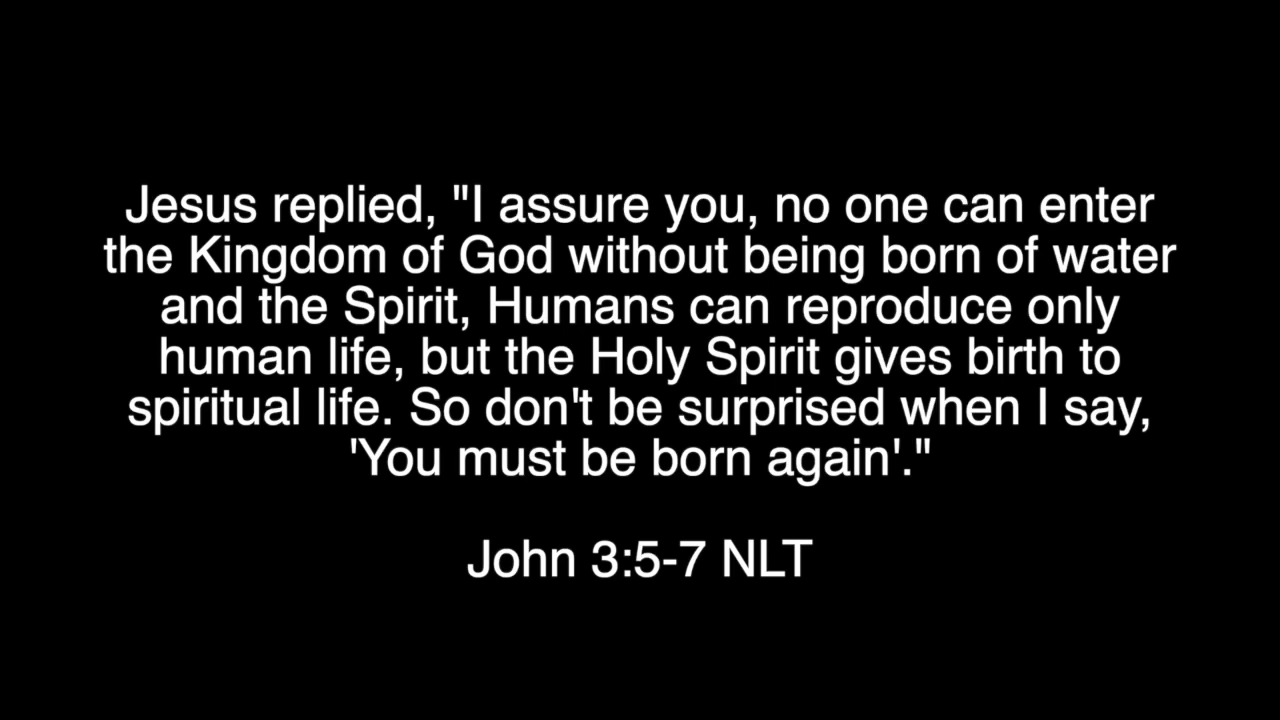 Jesus replied, "I assure you, no one can enter
the Kingdom of God without being born of water
and the Spirit, Humans can reproduce only
human life, but the Holy Spirit gives birth to
spiritual life. So don't be surprised when I say,
'You must be born again'."
John 3:5-7 NLT